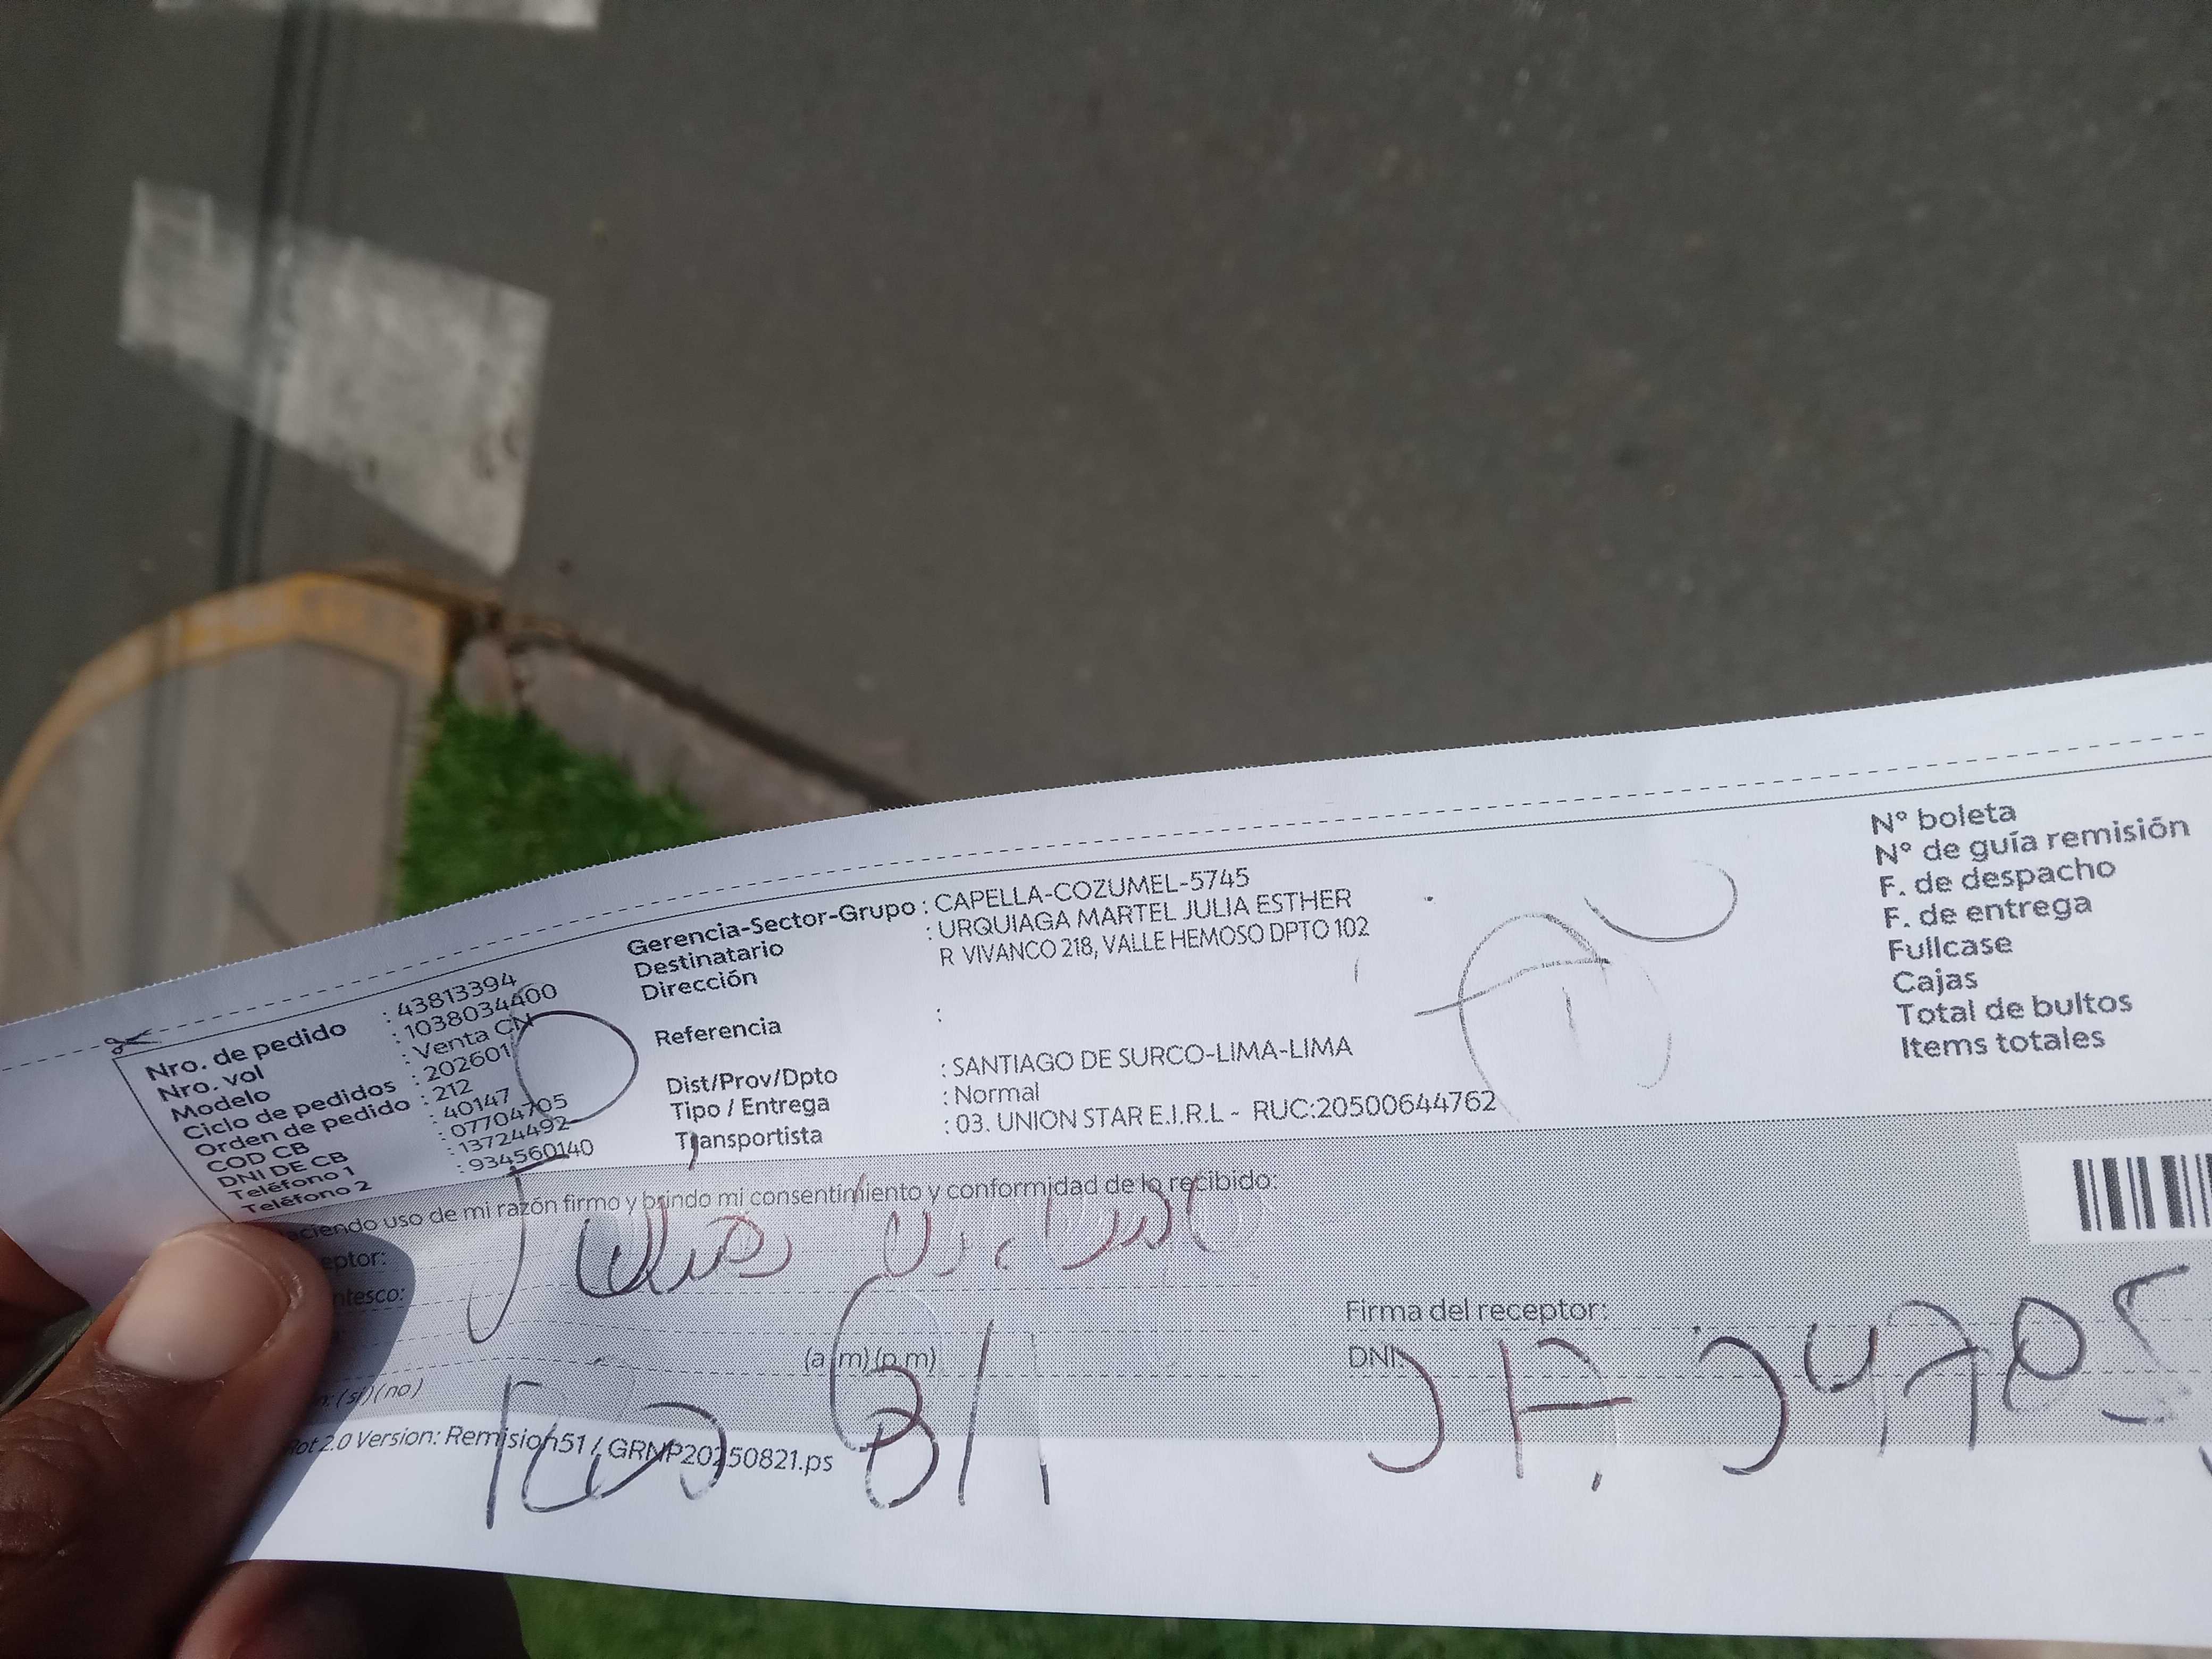 Nro. de pedido : 43813394
Nro. vol : 1038034400
Modelo : Venta CN
Ciclo de pedidos : 202601
Orden de pedido : 212
COD CB : 40147
DNI DE CB : 07704705
Teléfono 1 : 13724492
Teléfono 2 : 934560140
Gerencia-Sector-Grupo : CAPELLA-COZUMEL-5745
Destinatario : URQUIAGA MARTEL JULIA ESTHER
Dirección R VIVANCO 218, VALLE HEMOSO DPTO 102
Referencia :
Dist/Prov/Dpto : SANTIAGO DE SURCO-LIMA-LIMA
Tipo / Entrega : Normal
Transportista : 03. UNION STAR E.I.R.L - RUC:20500644762
N° boleta
N° de guía remisión
F. de despacho
F. de entrega
Fullcase
Cajas
Total de bultos
Items totales
aciendo uso de mi razón firmo y brindo mi consentimiento y conformidad de lo recibido:
eptor:
ntesco:
(a.m) (p.m)
n: (si) (no)
Firma del receptor:
DNI:
Rot 2.0 Version: Remision51 / GRNP20250821.ps